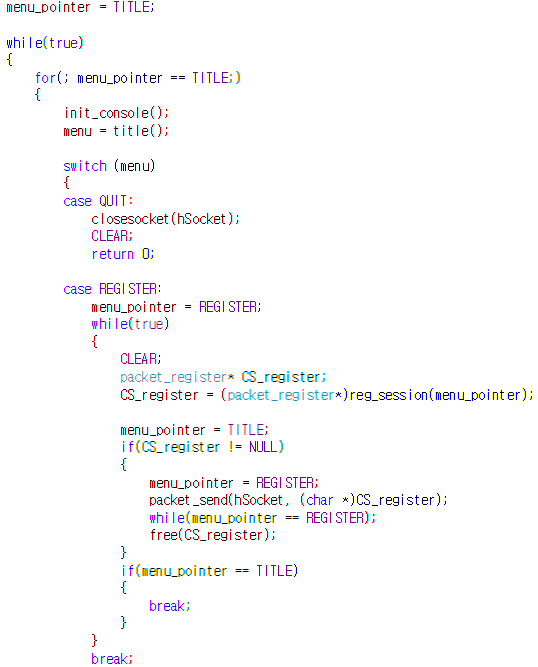 menu_pointer = TITLE;
while(true)
{
for(; menu_pointer == TITLE;)
{
init_console();
menu = title();
switch (menu)
{
case QUIT:
closesocket(hSocket);
CLEAR;
return 0;
case REGISTER:
menu_pointer = REGISTER;
while(true)
{
CLEAR;
packet_register* CS_register;
CS_register = (packet_register*)reg_session(menu_pointer);
menu_pointer = TITLE;
if(CS_register != NULL)
{
menu_pointer = REGISTER;
packet_send(hSocket, (char *)CS_register);
while(menu_pointer == REGISTER);
free(CS_register);
}
if(menu_pointer == TITLE)
{
break;
}
}
break;